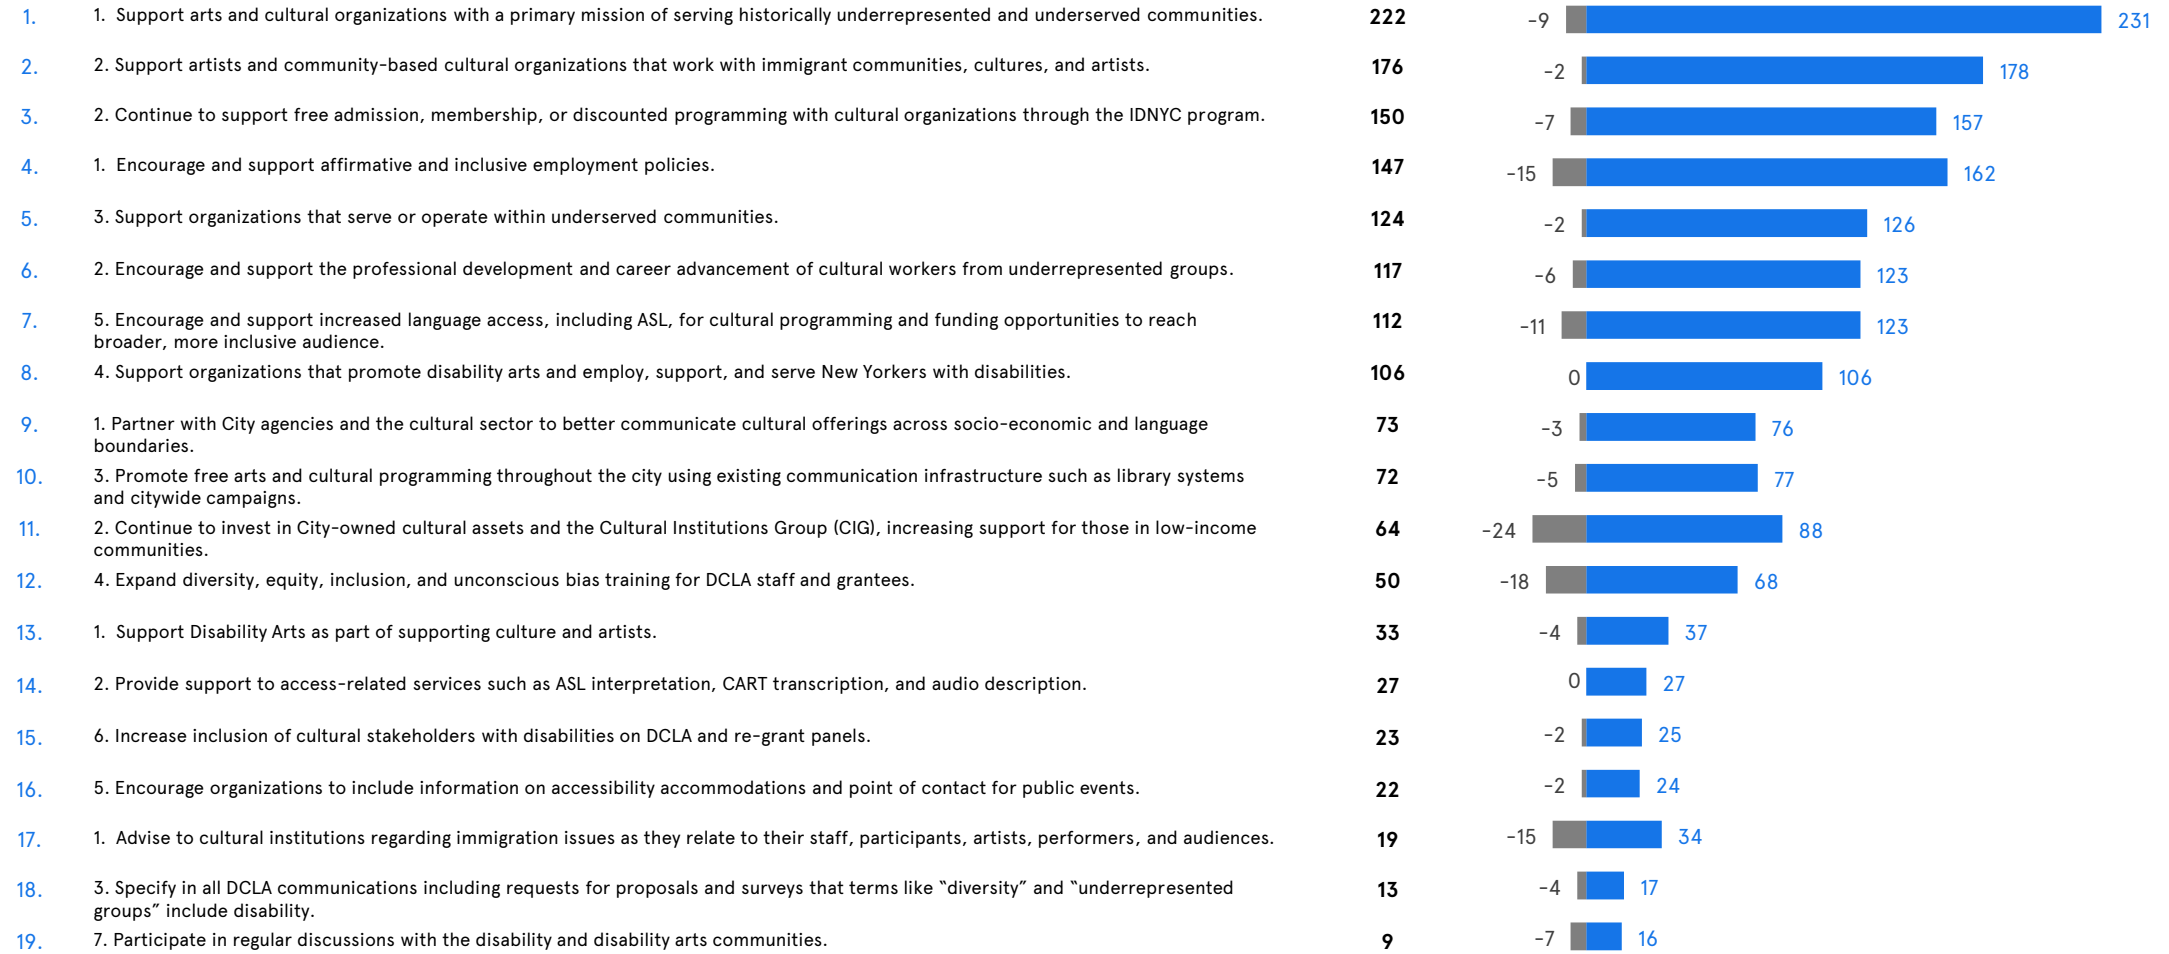 1. 1. Support arts and cultural organizations with a primary mission of serving historically underrepresented and underserved communities. 222 -9 231
2. 2. Support artists and community-based cultural organizations that work with immigrant communities, cultures, and artists. 176 -2 178
3. 2. Continue to support free admission, membership, or discounted programming with cultural organizations through the IDNYC program. 150 -7 157
4. 1. Encourage and support affirmative and inclusive employment policies. 147 -15 162
5. 3. Support organizations that serve or operate within underserved communities. 124 -2 126
6. 2. Encourage and support the professional development and career advancement of cultural workers from underrepresented groups. 117 -6 123
7. 5. Encourage and support increased language access, including ASL, for cultural programming and funding opportunities to reach 112 -11 123
broader, more inclusive audience.
8. 4. Support organizations that promote disability arts and employ, support, and serve New Yorkers with disabilities. 106 0 106
9. 1. Partner with City agencies and the cultural sector to better communicate cultural offerings across socio-economic and language 73 -3 76
boundaries.
10. 3. Promote free arts and cultural programming throughout the city using existing communication infrastructure such as library systems 72 -5 77
and citywide campaigns.
11. 2. Continue to invest in City-owned cultural assets and the Cultural Institutions Group (CIG), increasing support for those in low-income 64 -24 88
communities.
12. 4. Expand diversity, equity, inclusion, and unconscious bias training for DCLA staff and grantees. 50 -18 68
13. 1. Support Disability Arts as part of supporting culture and artists. 33 -4 37
14. 2. Provide support to access-related services such as ASL interpretation, CART transcription, and audio description. 27 0 27
15. 6. Increase inclusion of cultural stakeholders with disabilities on DCLA and re-grant panels. 23 -2 25
16. 5. Encourage organizations to include information on accessibility accommodations and point of contact for public events. 22 -2 24
17. 1. Advise to cultural institutions regarding immigration issues as they relate to their staff, participants, artists, performers, and audiences. 19 -15 34
18. 3. Specify in all DCLA communications including requests for proposals and surveys that terms like “diversity” and “underrepresented 13 -4 17
groups” include disability.
19. 7. Participate in regular discussions with the disability and disability arts communities. 9 -7 16